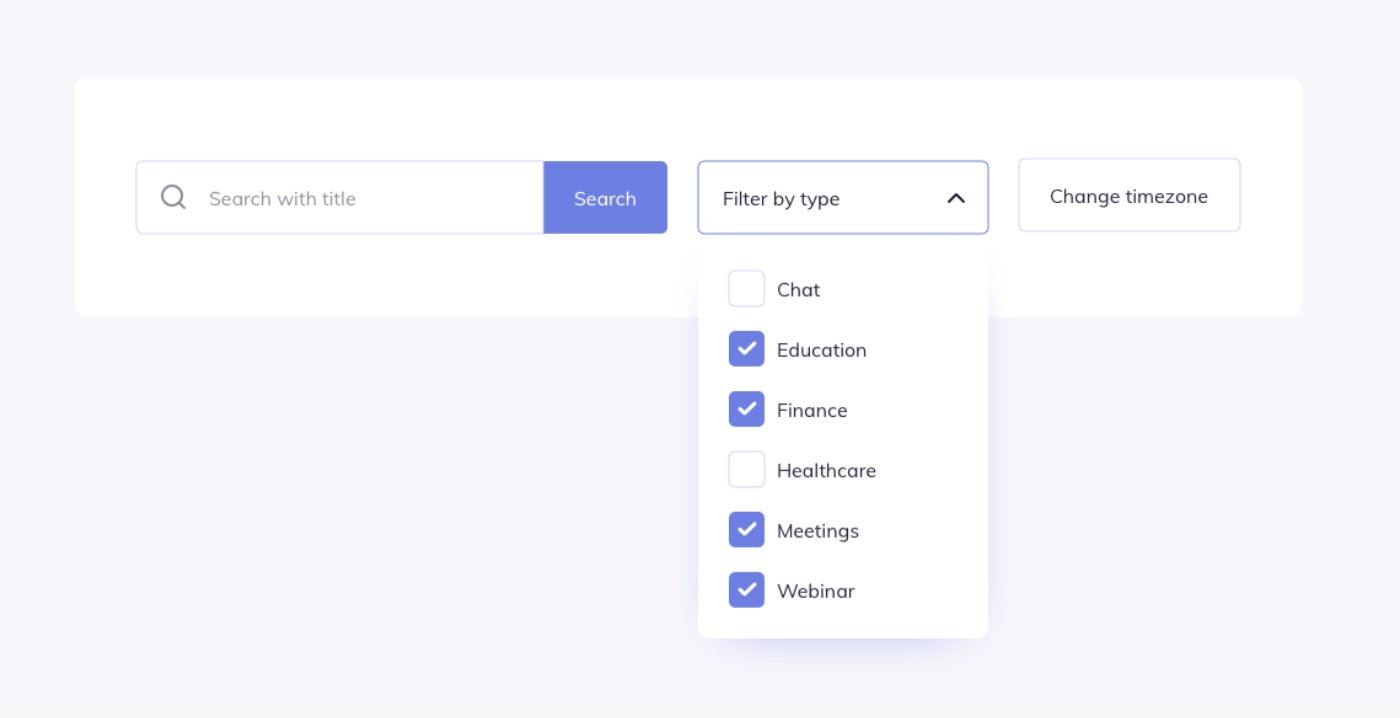 Search with title
Search
Filter by type
Change timezone
Chat
Education
Finance
Healthcare
Meetings
Webinar